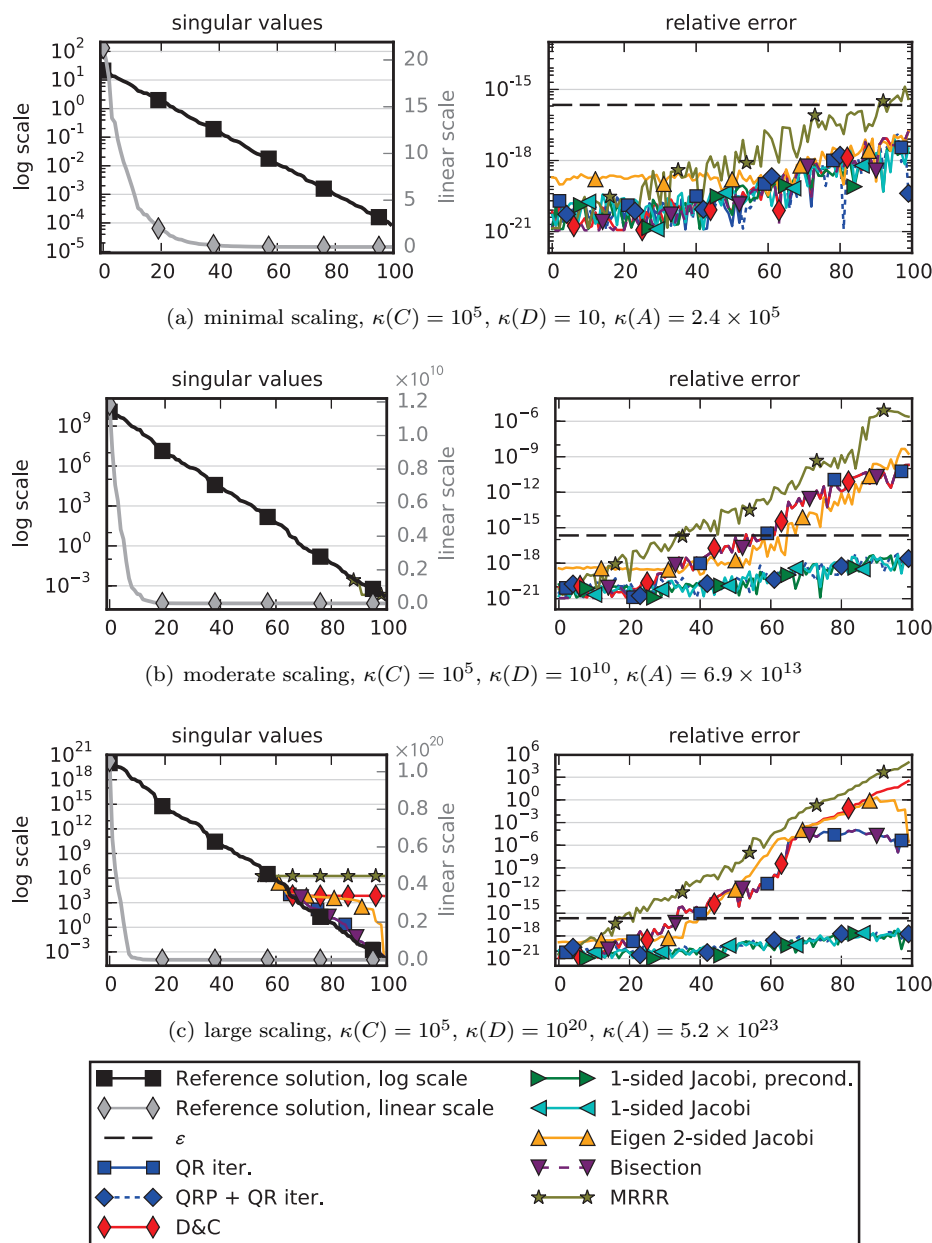 singular values
relative error
10^2
10^1
10^0
10^-1
10^-2
10^-3
10^-4
10^-5
log scale
20
15
10
5
0
linear scale
0 20 40 60 80 100
10^-15
10^-18
10^-21
0 20 40 60 80 100
(a) minimal scaling, κ(C) = 10^5, κ(D) = 10, κ(A) = 2.4 × 10^5
singular values
relative error
×10^10
10^9
10^6
10^3
10^0
10^-3
log scale
1.2
1.0
0.8
0.6
0.4
0.2
0.0
linear scale
0 20 40 60 80 100
10^-6
10^-9
10^-12
10^-15
10^-18
10^-21
0 20 40 60 80 100
(b) moderate scaling, κ(C) = 10^5, κ(D) = 10^10, κ(A) = 6.9 × 10^13
singular values
relative error
×10^20
10^21
10^18
10^15
10^12
10^9
10^6
10^3
10^0
10^-3
log scale
1.0
0.8
0.6
0.4
0.2
0.0
linear scale
0 20 40 60 80 100
10^6
10^3
10^0
10^-3
10^-6
10^-9
10^-12
10^-15
10^-18
10^-21
10^-24
0 20 40 60 80 100
(c) large scaling, κ(C) = 10^5, κ(D) = 10^20, κ(A) = 5.2 × 10^23
Reference solution, log scale
Reference solution, linear scale
ε
QR iter.
QRP + QR iter.
D&C
1-sided Jacobi, precond.
1-sided Jacobi
Eigen 2-sided Jacobi
Bisection
MRRR